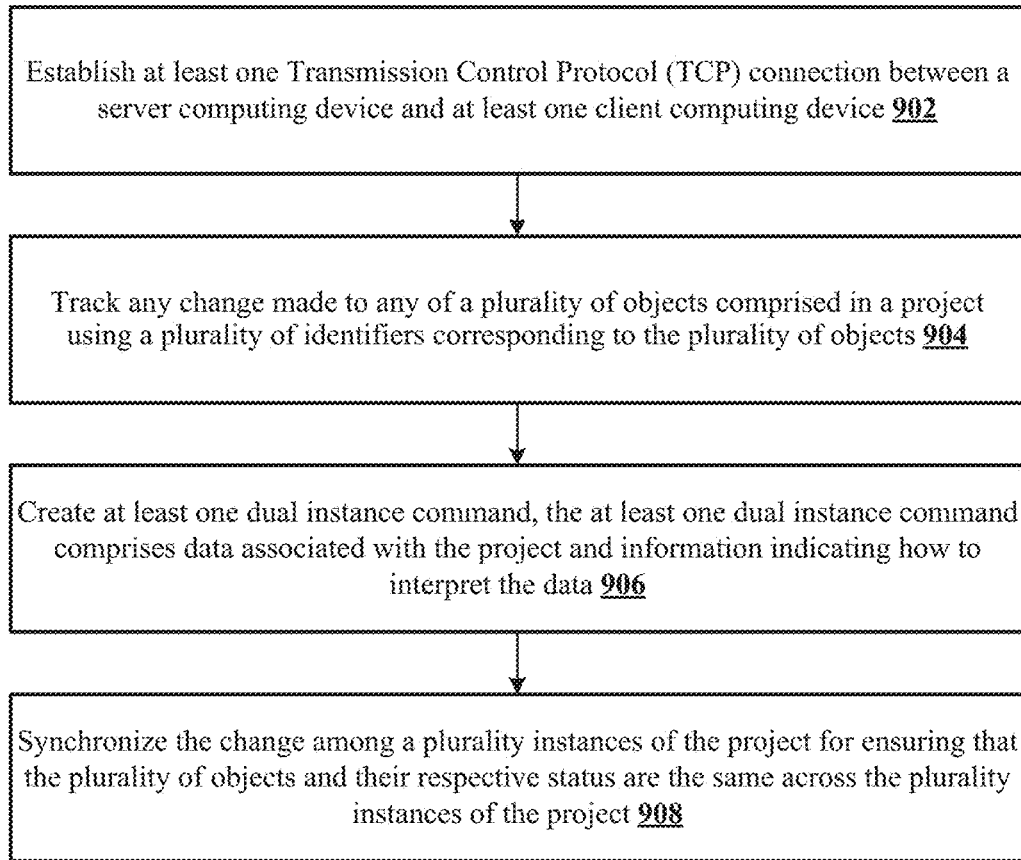 Establish at least one Transmission Control Protocol (TCP) connection between a
server computing device and at least one client computing device 902
Track any change made to any of a plurality of objects comprised in a project
using a plurality of identifiers corresponding to the plurality of objects 904
Create at least one dual instance command, the at least one dual instance command
comprises data associated with the project and information indicating how to
interpret the data 906
Synchronize the change among a plurality instances of the project for ensuring that
the plurality of objects and their respective status are the same across the plurality
instances of the project 908